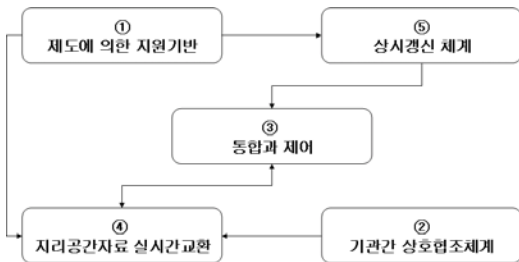 ①
제도에 의한 지원기반
⑤
상시갱신 체계
③
통합과 제어
④
지리공간자료 실시간교환
②
기관간 상호협조체계